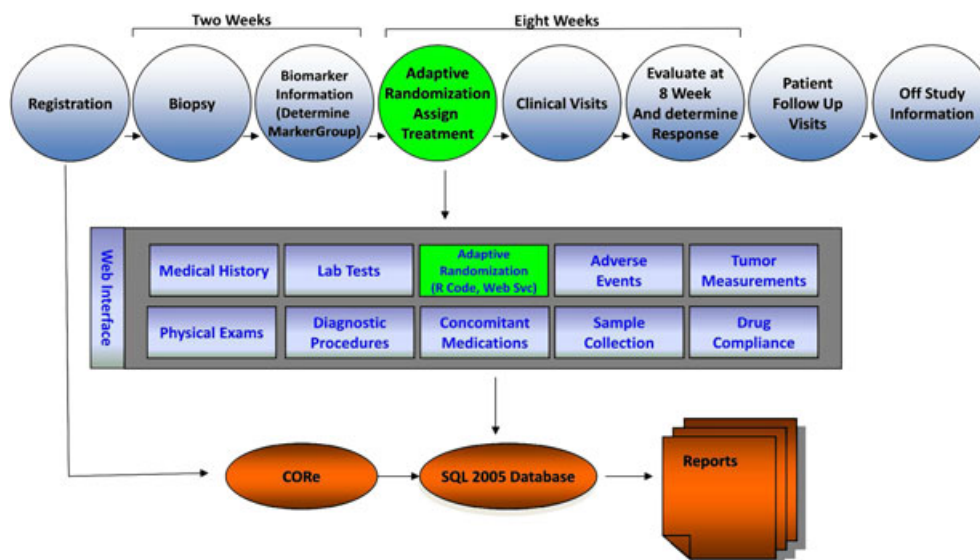 Two Weeks
Eight Weeks
Registration
Biopsy
Biomarker
Information
(Determine
MarkerGroup)
Adaptive
Randomization
Assign
Treatment
Clinical Visits
Evaluate at
8 Week
And determine
Response
Patient
Follow Up
Visits
Off Study
Information
Web Interface
Medical History
Lab Tests
Adaptive
Randomization
(R Code, Web Svc)
Adverse
Events
Tumor
Measurements
Physical Exams
Diagnostic
Procedures
Concomitant
Medications
Sample
Collection
Drug
Compliance
CORe
SQL 2005 Database
Reports